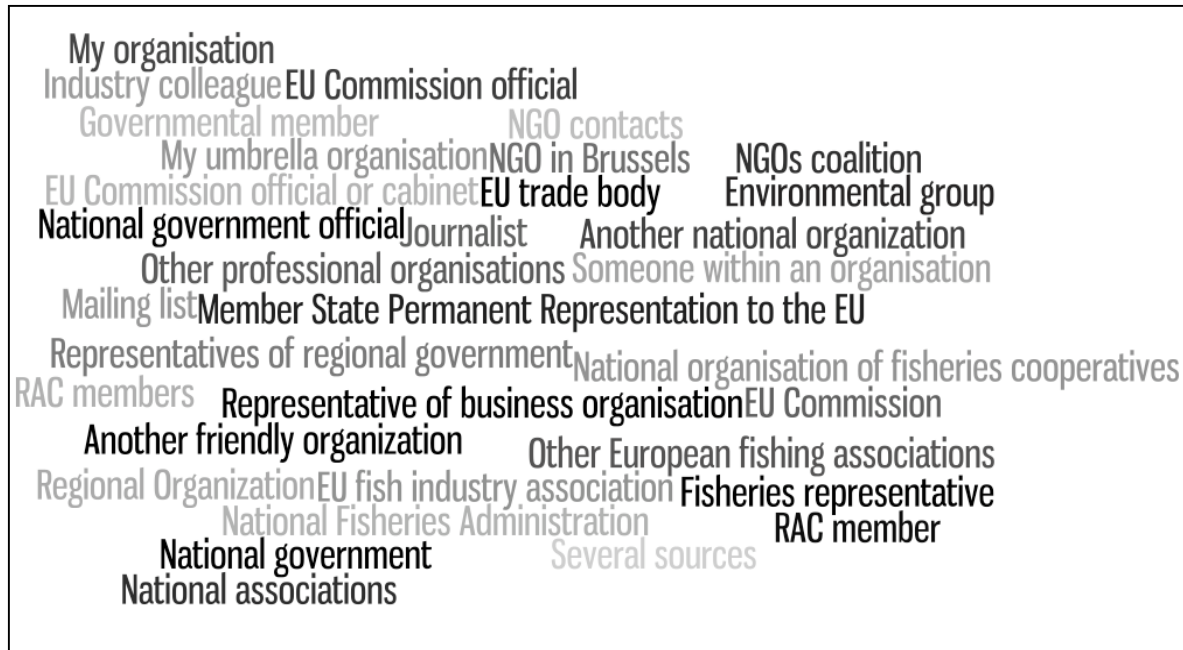 My organisation
Industry colleague EU Commission official
Governmental member NGO contacts
My umbrella organisation NGO in Brussels NGOs coalition
EU Commission official or cabinet EU trade body Environmental group
National government official Journalist Another national organization
Other professional organisations Someone within an organisation
Mailing list Member State Permanent Representation to the EU
Representatives of regional government National organisation of fisheries cooperatives
RAC members Representative of business organisation EU Commission
Another friendly organization Other European fishing associations
Regional Organization EU fish industry association Fisheries representative
National Fisheries Administration RAC member
National government Several sources
National associations